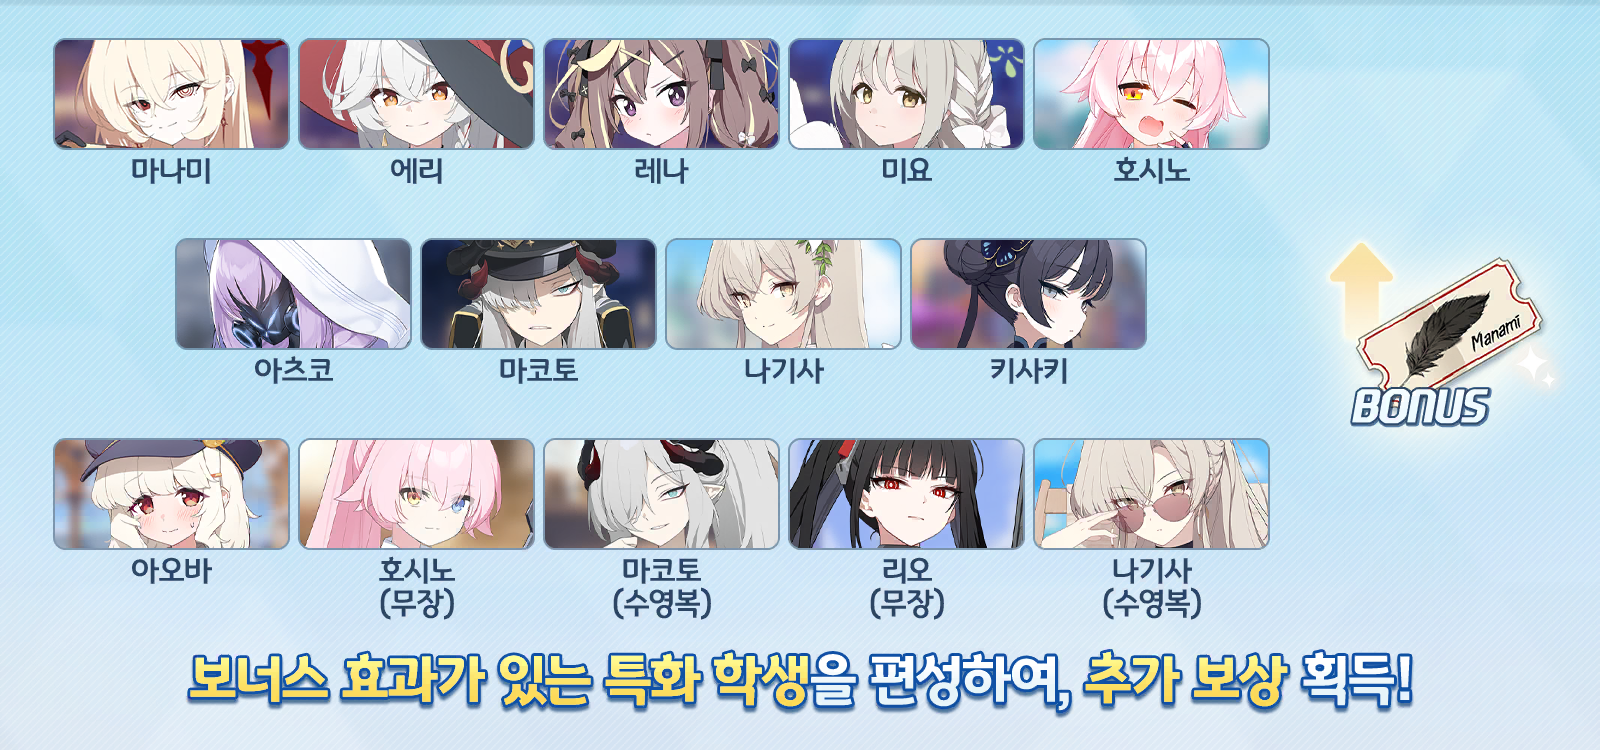 마나미
에리
레나
미요
호시노
아츠코
마코토
나기사
키사키
Manami
BONUS
아오바
호시노
(무장)
마코토
(수영복)
리오
(무장)
나기사
(수영복)
보너스 효과가 있는 특화 학생을 편성하여, 추가 보상 획득!